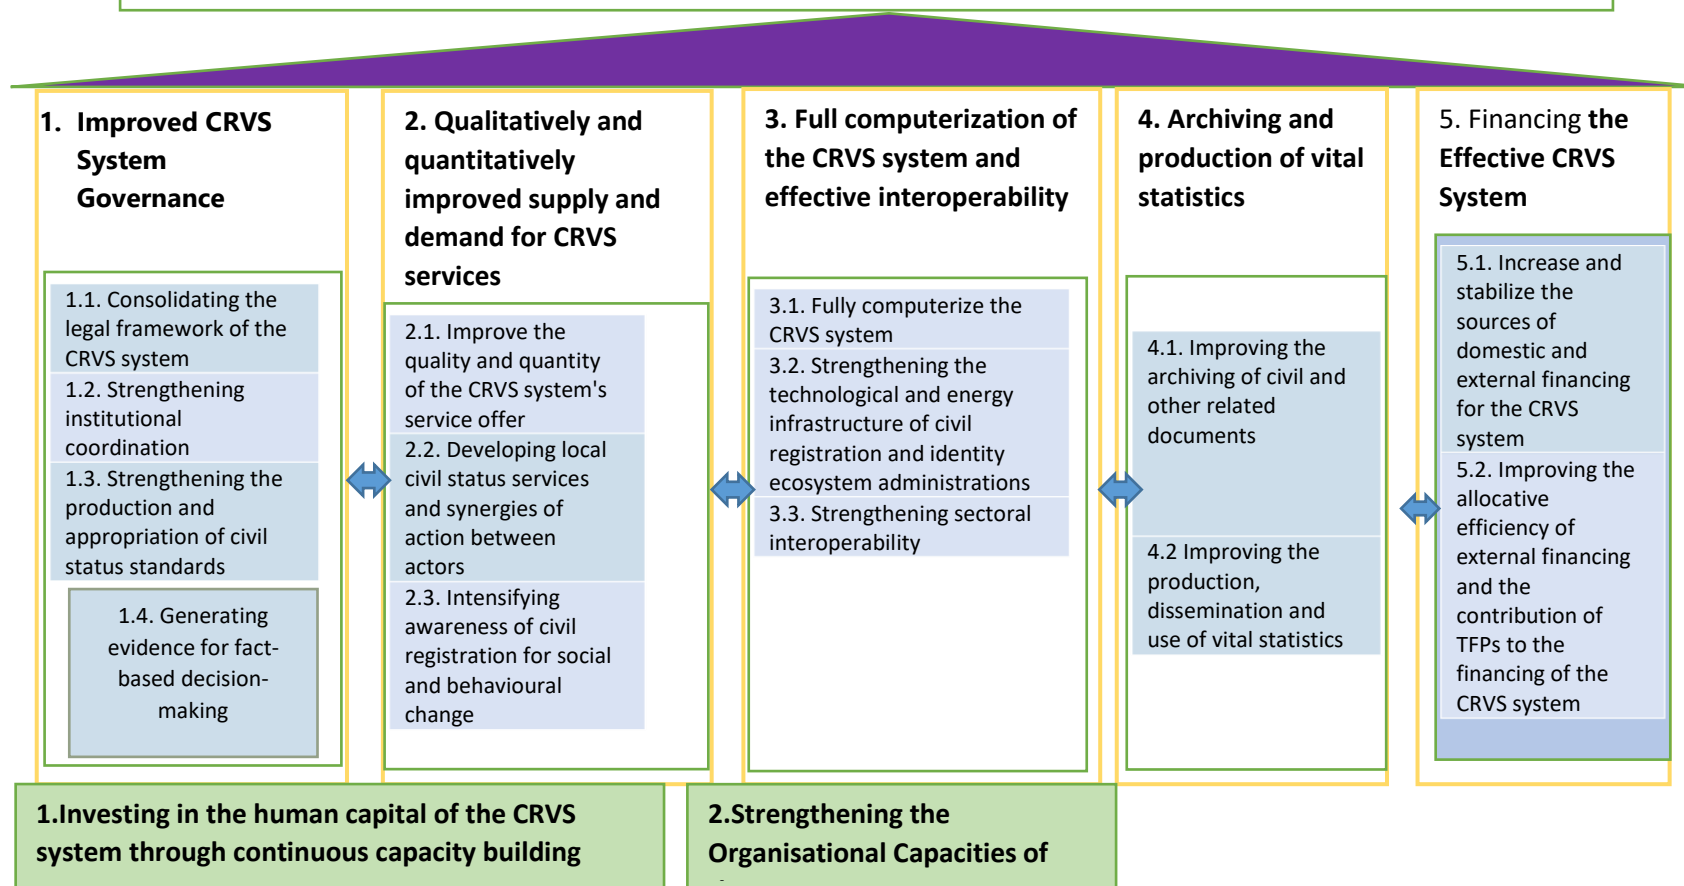 1. Improved CRVS
System
Governance
1.1. Consolidating the
legal framework of the
CRVS system
1.2. Strengthening
institutional
coordination
1.3. Strengthening the
production and
appropriation of civil
status standards
1.4. Generating
evidence for fact-
based decision-
making
2. Qualitatively and
quantitatively
improved supply and
demand for CRVS
services
2.1. Improve the
quality and quantity
of the CRVS system's
service offer
2.2. Developing local
civil status services
and synergies of
action between
actors
2.3. Intensifying
awareness of civil
registration for social
and behavioural
change
3. Full computerization of
the CRVS system and
effective interoperability
3.1. Fully computerize the
CRVS system
3.2. Strengthening the
technological and energy
infrastructure of civil
registration and identity
ecosystem administrations
3.3. Strengthening sectoral
interoperability
4. Archiving and
production of vital
statistics
4.1. Improving the
archiving of civil and
other related
documents
4.2 Improving the
production,
dissemination and
use of vital statistics
5. Financing the
Effective CRVS
System
5.1. Increase and
stabilize the
sources of
domestic and
external financing
for the CRVS
system
5.2. Improving the
allocative
efficiency of
external financing
and the
contribution of
TFPs to the
financing of the
CRVS system
1.Investing in the human capital of the CRVS
system through continuous capacity building
2.Strengthening the
Organisational Capacities of